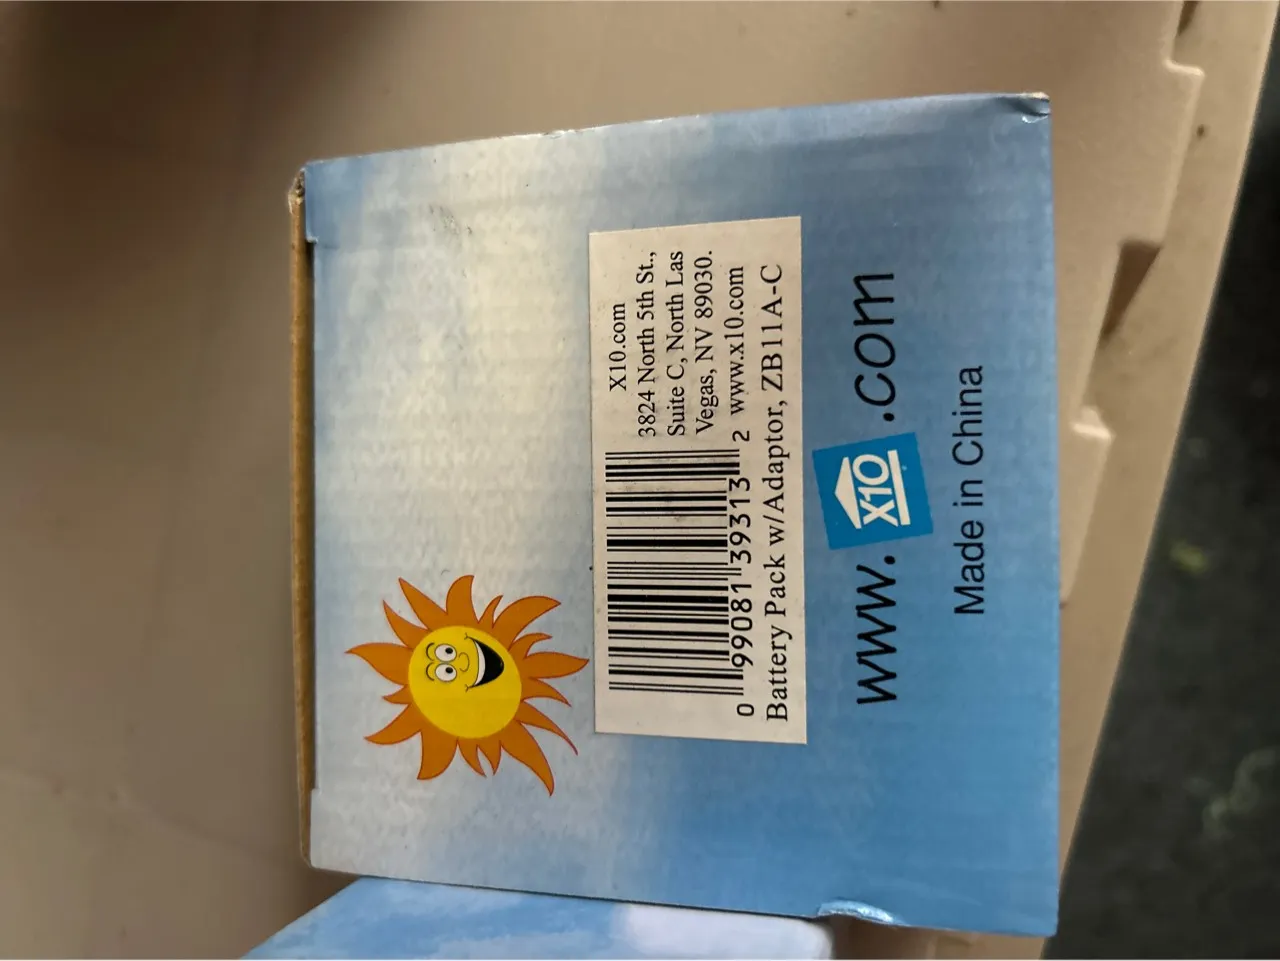 X10.com
3824 North 5th St.,
Suite C, North Las
Vegas, NV 89030.
www.x10.com
0 99081 39313 2
Battery Pack w/Adaptor, ZB11A-C
www.X10.com
Made in China